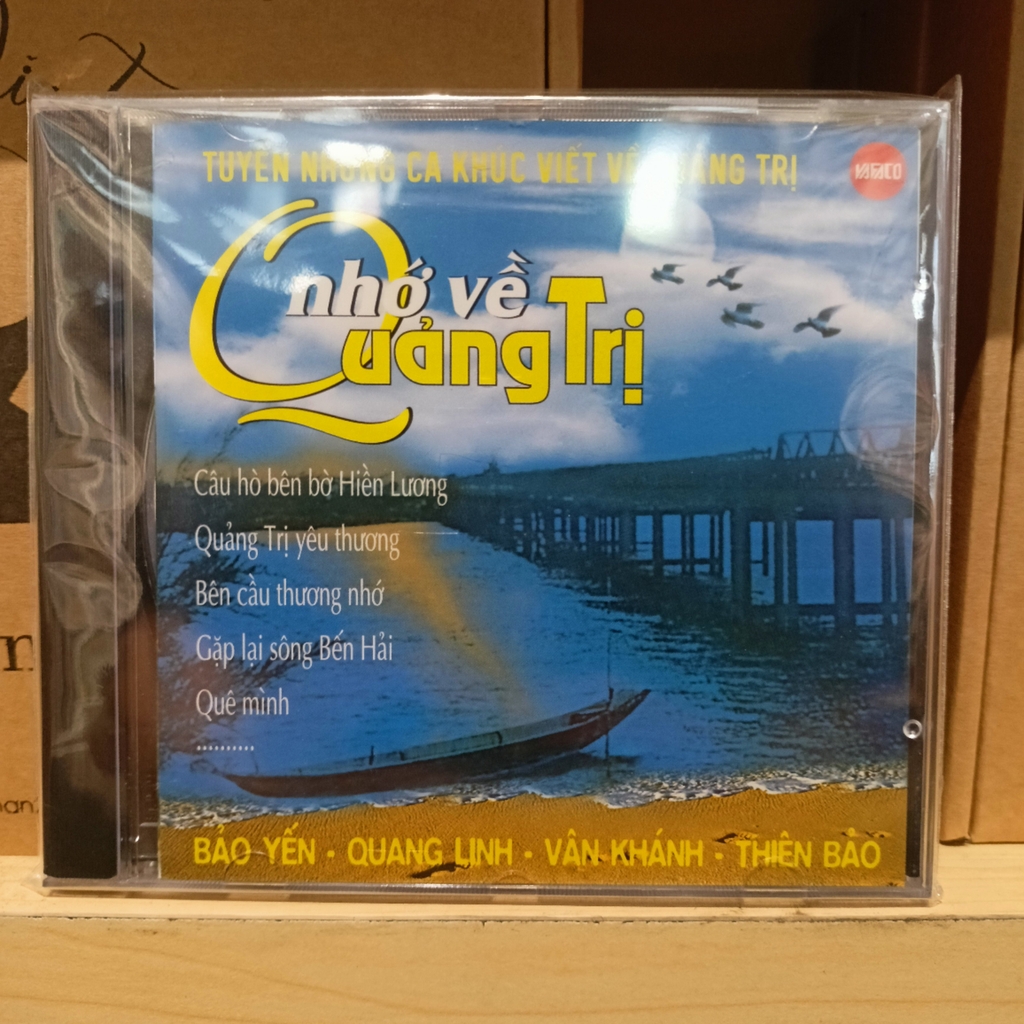 TUYỂN NHỮNG CA KHÚC VIẾT VỀ QUẢNG TRỊ
VAFACO
nhớ về
Quảng Trị
Câu hò bên bờ Hiền Lương
Quảng Trị yêu thương
Bên cầu thương nhớ
Gặp lại sông Bến Hải
Quê mình
..........
BẢO YẾN • QUANG LINH • VÂN KHÁNH • THIÊN BẢO